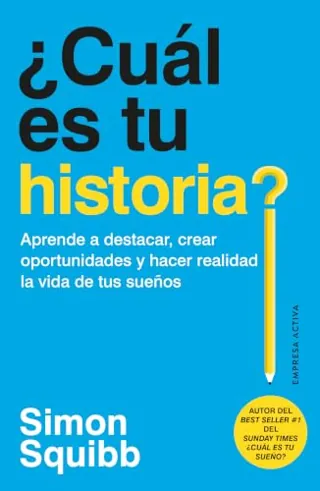 ¿Cuál
es tu
historia?
Aprende a destacar, crear
oportunidades y hacer realidad
la vida de tus sueños
EMPRESA ACTIVA
Simon
Squibb
AUTOR DEL
BEST SELLER #1
DEL
SUNDAY TIMES
¿CUÁL ES TU
SUEÑO?